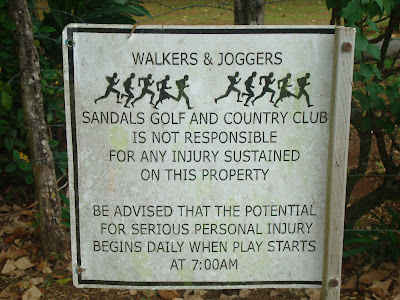 WALKERS & JOGGERS
SANDALS GOLF AND COUNTRY CLUB
IS NOT RESPONSIBLE
FOR ANY INJURY SUSTAINED
ON THIS PROPERTY
BE ADVISED THAT THE POTENTIAL
FOR SERIOUS PERSONAL INJURY
BEGINS DAILY WHEN PLAY STARTS
AT 7:00AM